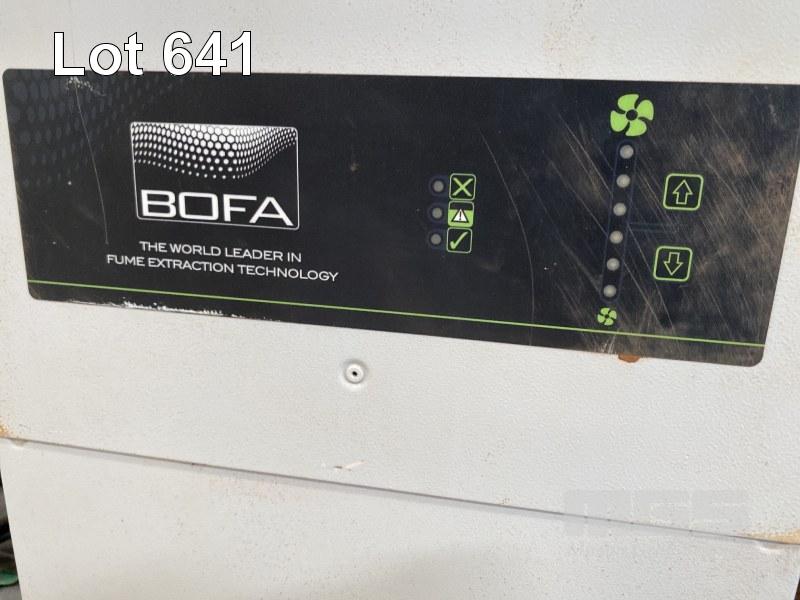 Lot 641
BOFA
THE WORLD LEADER IN
FUME EXTRACTION TECHNOLOGY